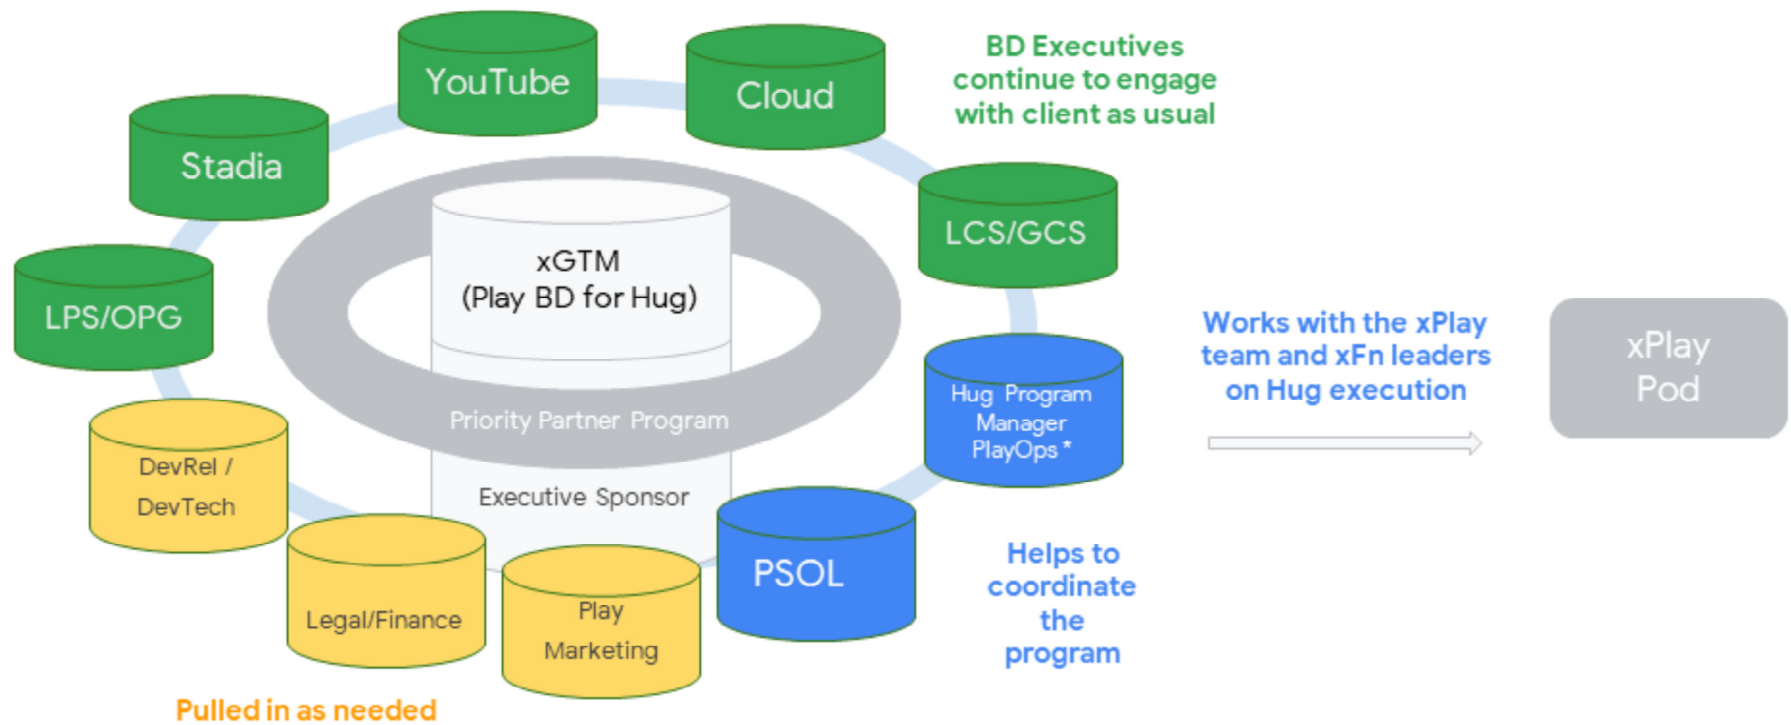 YouTube
Cloud
BD Executives
continue to engage
with client as usual
Stadia
LCS/GCS
xGTM
(Play BD for Hug)
LPS/OPG
Works with the xPlay
team and xFn leaders
on Hug execution
xPlay
Pod
Hug Program
Manager
PlayOps *
Priority Partner Program
DevRel /
DevTech
Executive Sponsor
PSOL
Helps to
coordinate
the
program
Legal/Finance
Play
Marketing
Pulled in as needed